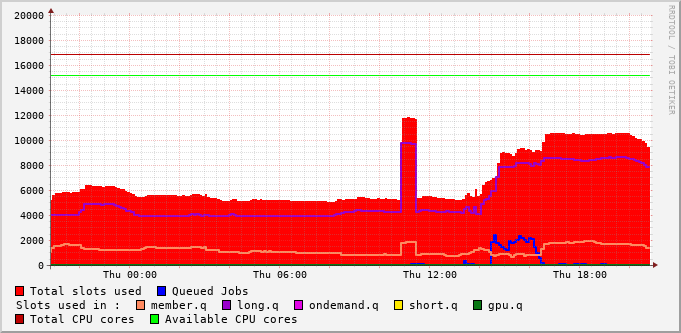 20000
18000
16000
14000
12000
10000
8000
6000
4000
2000
0
Thu 00:00 Thu 06:00 Thu 12:00 Thu 18:00
RRDTOOL / TOBI OETIKER
Total slots used Queued Jobs
Slots used in : member.q long.q ondemand.q short.q gpu.q
Total CPU cores Available CPU cores